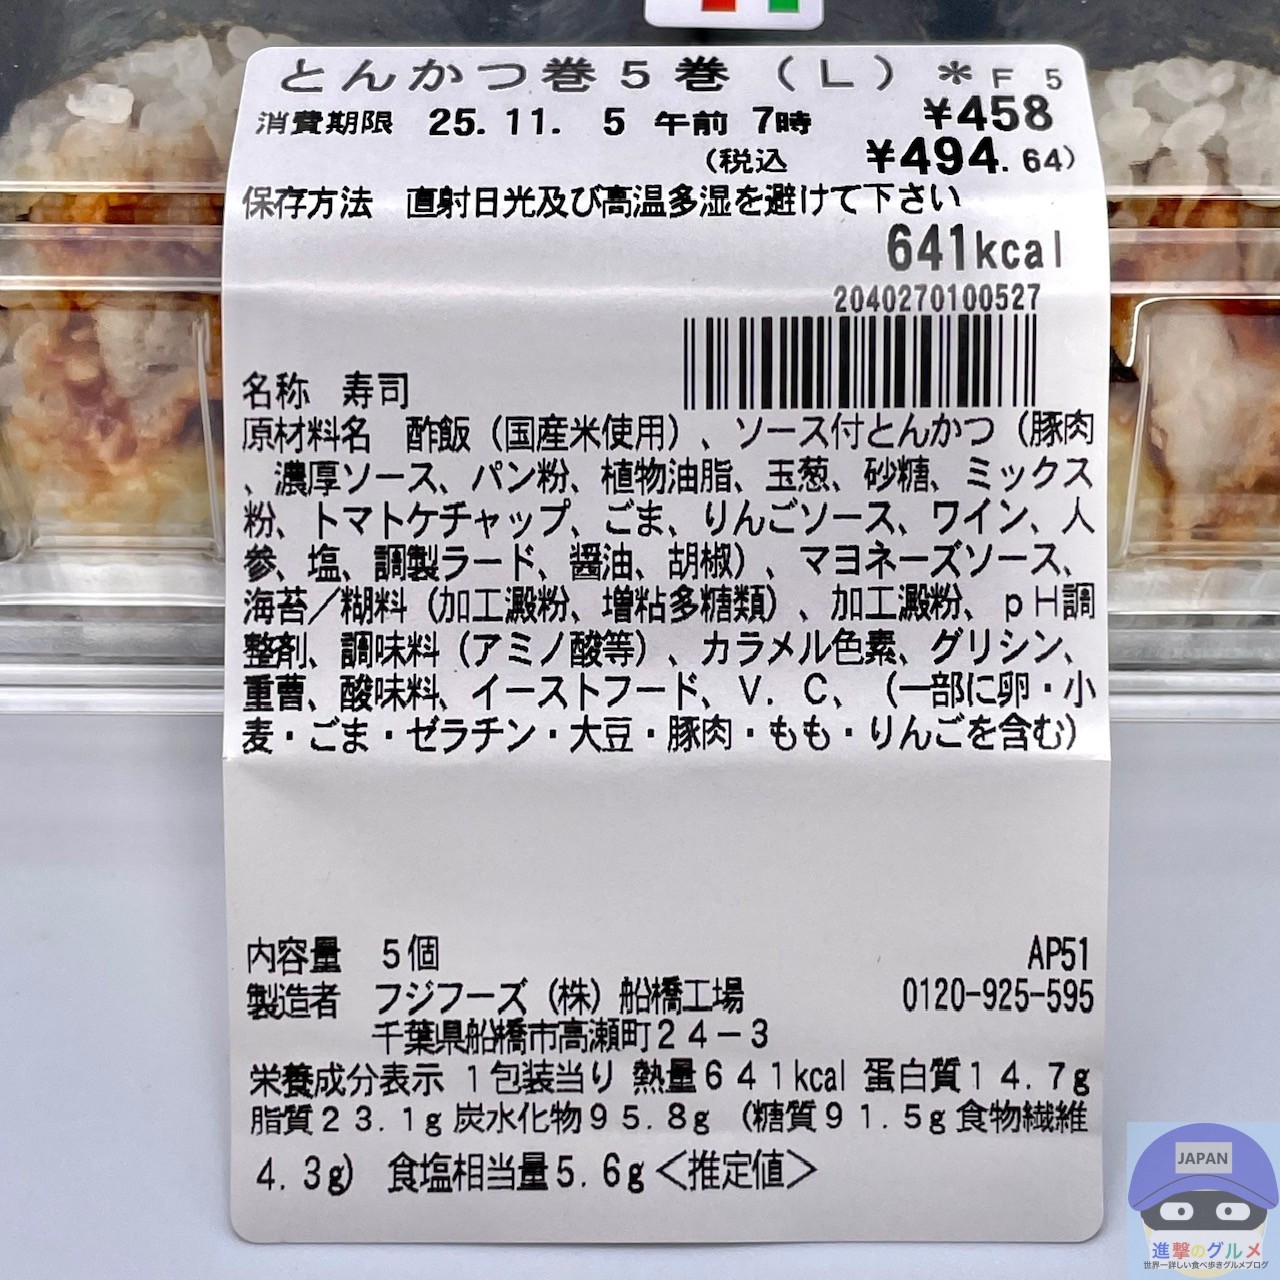 とんかつ巻5巻（L）＊F5
消費期限 25.11. 5 午前 7時 ¥458
（税込 ¥494.64）
保存方法 直射日光及び高温多湿を避けて下さい
641kcal
2040270100527
名称 寿司
原材料名 酢飯（国産米使用）、ソース付とんかつ（豚肉
、濃厚ソース、パン粉、植物油脂、玉葱、砂糖、ミックス
粉、トマトケチャップ、ごま、りんごソース、ワイン、人
参、塩、調製ラード、醤油、胡椒）、マヨネーズソース、
海苔／糊料（加工澱粉、増粘多糖類）、加工澱粉、pH調
整剤、調味料（アミノ酸等）、カラメル色素、グリシン、
重曹、酸味料、イーストフード、V．C、（一部に卵・小
麦・ごま・ゼラチン・大豆・豚肉・もも・りんごを含む）
内容量 5個 AP51
製造者 フジフーズ（株）船橋工場 0120-925-595
千葉県船橋市高瀬町24－3
栄養成分表示 1包装当り 熱量641kcal 蛋白質14.7g
脂質23.1g 炭水化物95.8g （糖質91.5g 食物繊維
4.3g） 食塩相当量5.6g＜推定値＞
JAPAN
進撃のグルメ
世界一詳しい食べ歩きグルメブログ